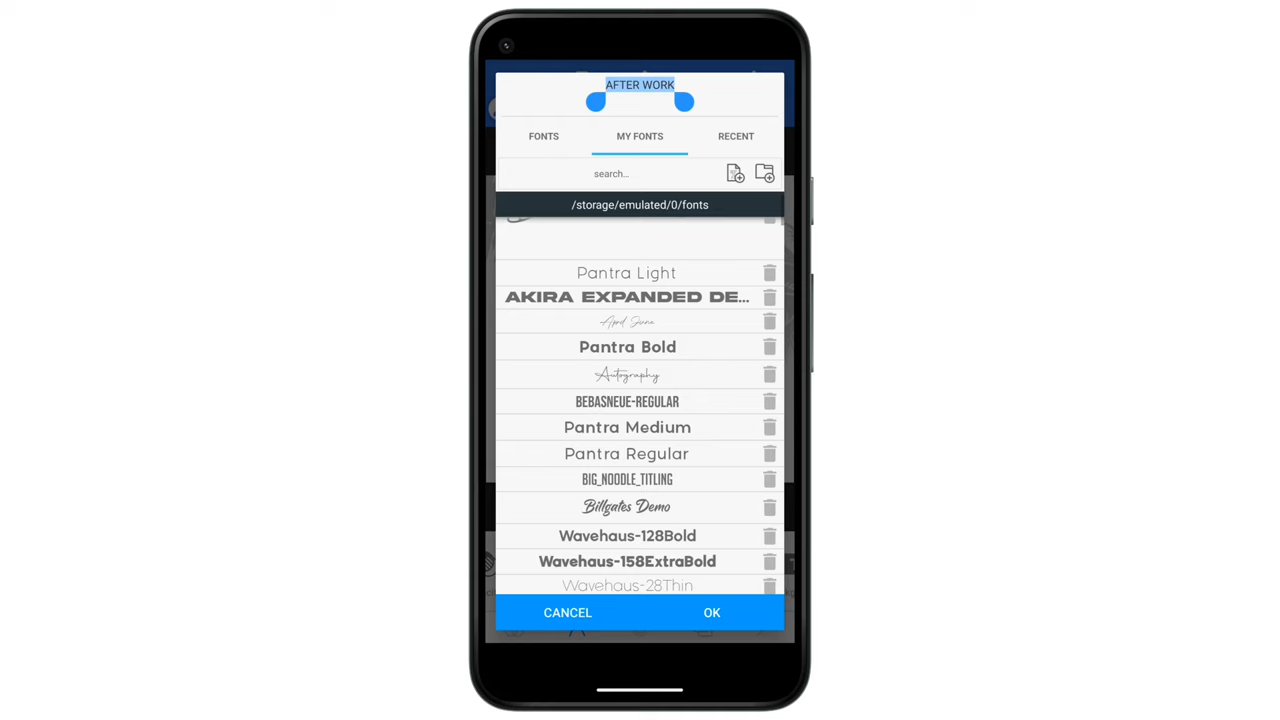 AFTER WORK
FONTS
MY FONTS
RECENT
search...
/storage/emulated/0/fonts
Pantra Light
AKIRA EXPANDED DE...
April June
Pantra Bold
Autography
BEBASNEUE-REGULAR
Pantra Medium
Pantra Regular
BIG_NOODLE_TITLING
Billgates Demo
Wavehaus-128Bold
Wavehaus-158ExtraBold
Wavehaus-28Thin
CANCEL
OK